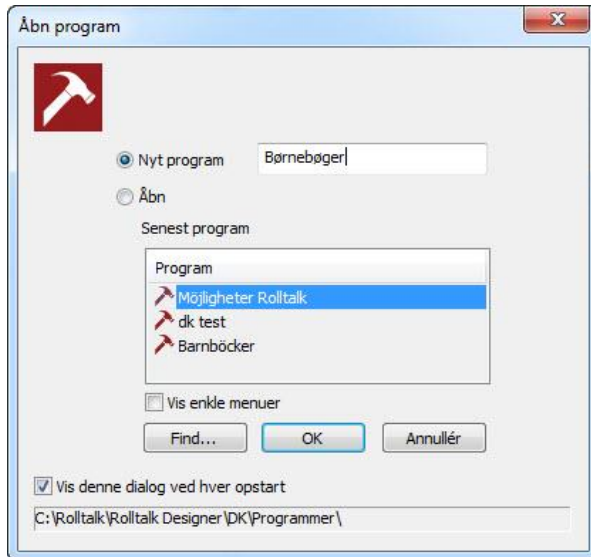 Åbn program
Nyt program Børnebøger
Åbn
Senest program
Program
Möjligheter Rolltalk
dk test
Barnböcker
Vis enkle menuer
Find... OK Annullér
Vis denne dialog ved hver opstart
C:\Rolltalk\Rolltalk Designer\DK\Programmer\